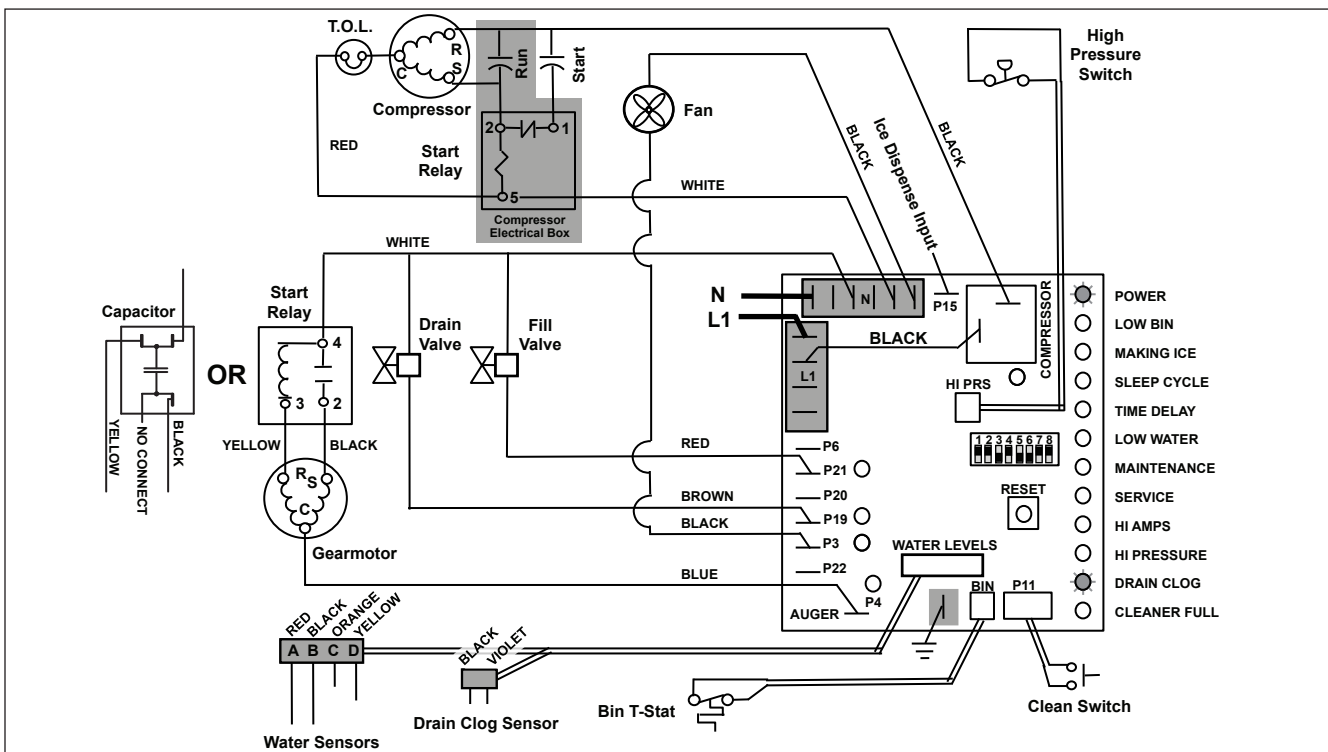 T.O.L.
R
S
C
Compressor
Run
Start
2
1
5
Start
Relay
Compressor
Electrical Box
RED
WHITE
Fan
BLACK
Ice Dispense Input
BLACK
High
Pressure
Switch
WHITE
Capacitor
YELLOW
NO CONNECT
BLACK
OR
Start
Relay
4
3
2
YELLOW
BLACK
R
S
C
Gearmotor
Drain
Valve
Fill
Valve
N
L1
N
P15
L1
BLACK
COMPRESSOR
HI PRS
1 2 3 4 5 6 7 8
RESET
RED
BROWN
BLACK
BLUE
P6
P21
P20
P19
P3
P22
P4
AUGER
WATER LEVELS
BIN
P11
POWER
LOW BIN
MAKING ICE
SLEEP CYCLE
TIME DELAY
LOW WATER
MAINTENANCE
SERVICE
HI AMPS
HI PRESSURE
DRAIN CLOG
CLEANER FULL
RED
BLACK
ORANGE
YELLOW
A B C D
Water Sensors
BLACK
VIOLET
Drain Clog Sensor
Bin T-Stat
Clean Switch